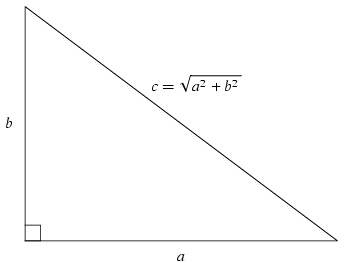 c = √(a² + b²)
b
a